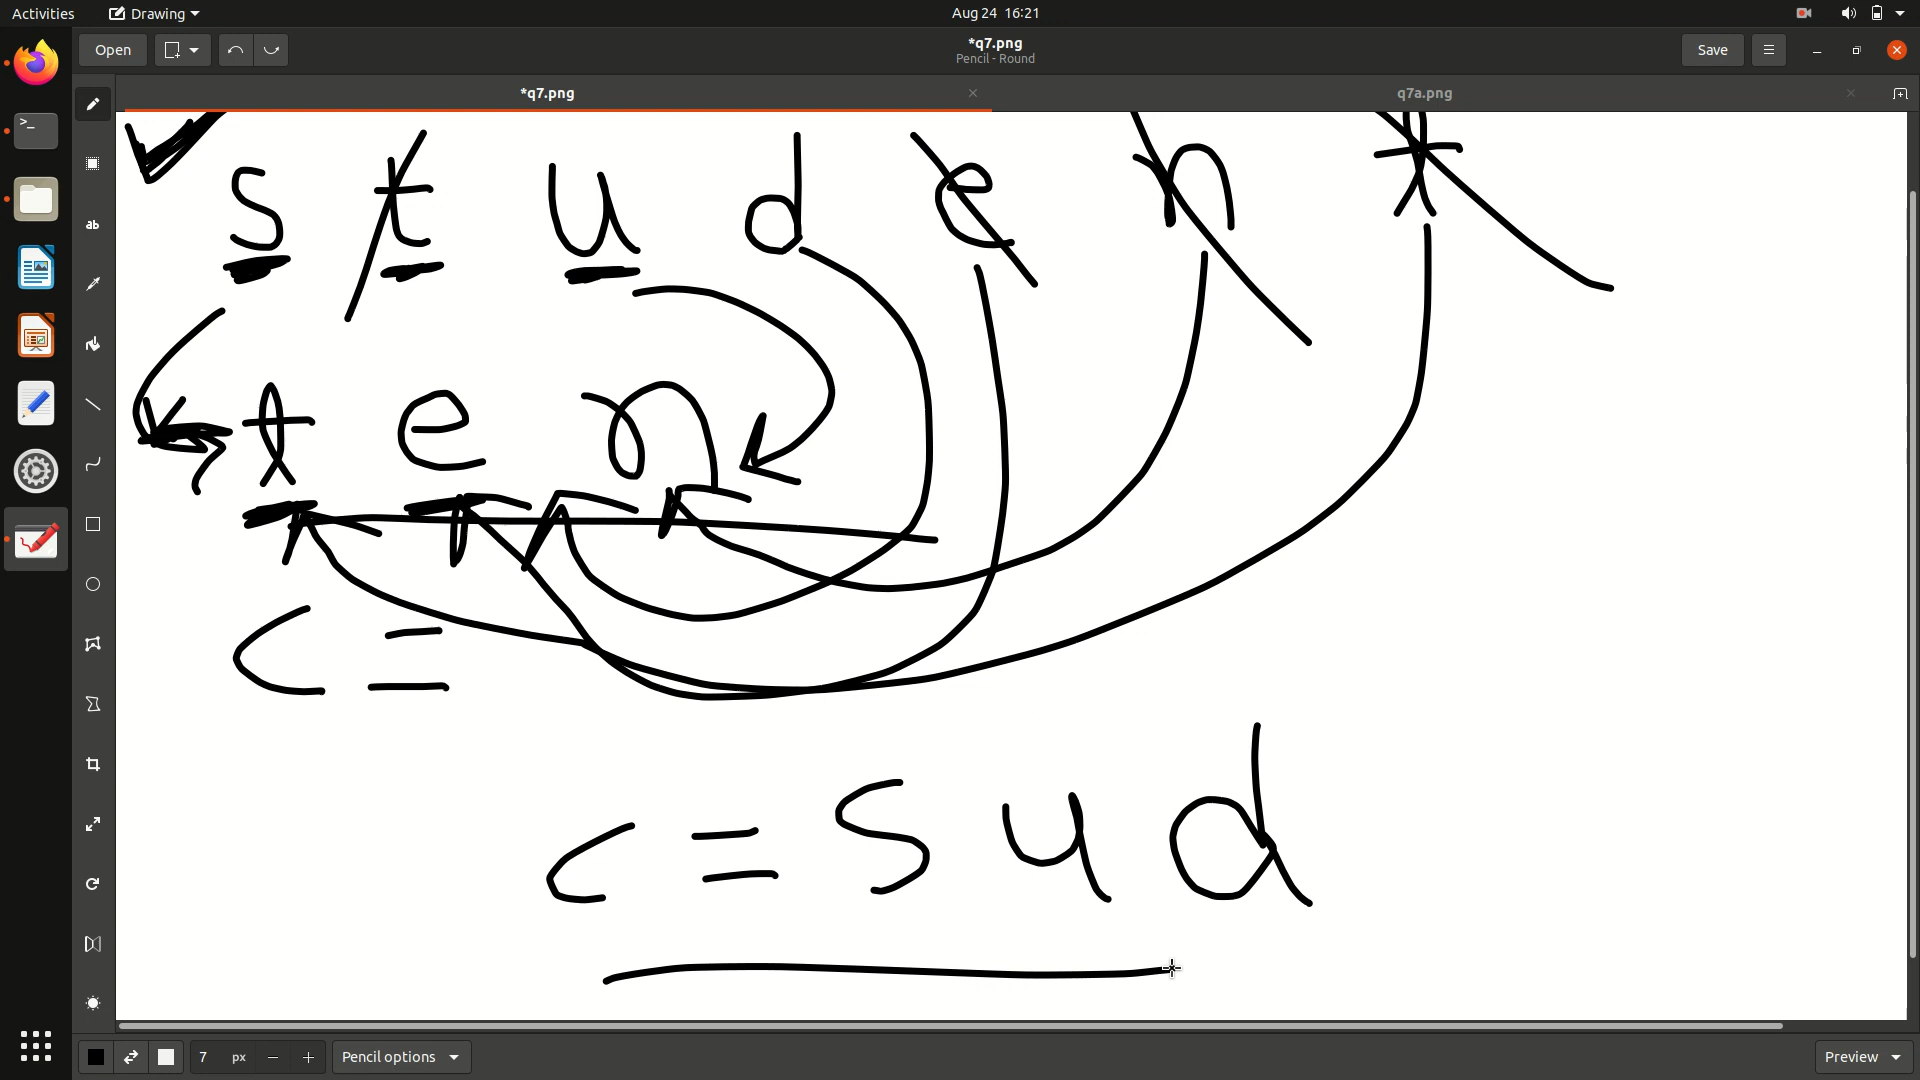 Activities Drawing Aug 24 16:21
Open *q7.png Save
Pencil - Round
*q7.png q7a.png
s t u d e n t
t e n
c =
c = s u d
7 px Pencil options Preview